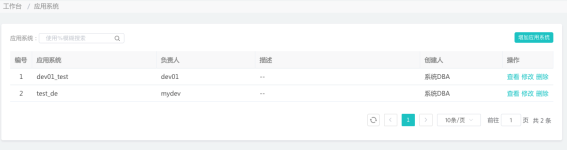 工作台 / 应用系统
应用系统： 使用%模糊搜索 增加应用系统
编号 应用系统 负责人 描述 创建人 操作
1 dev01_test dev01 -- 系统DBA 查看 修改 删除
2 test_de mydev -- 系统DBA 查看 修改 删除
1 10条/页 前往 1 页 共 2 条